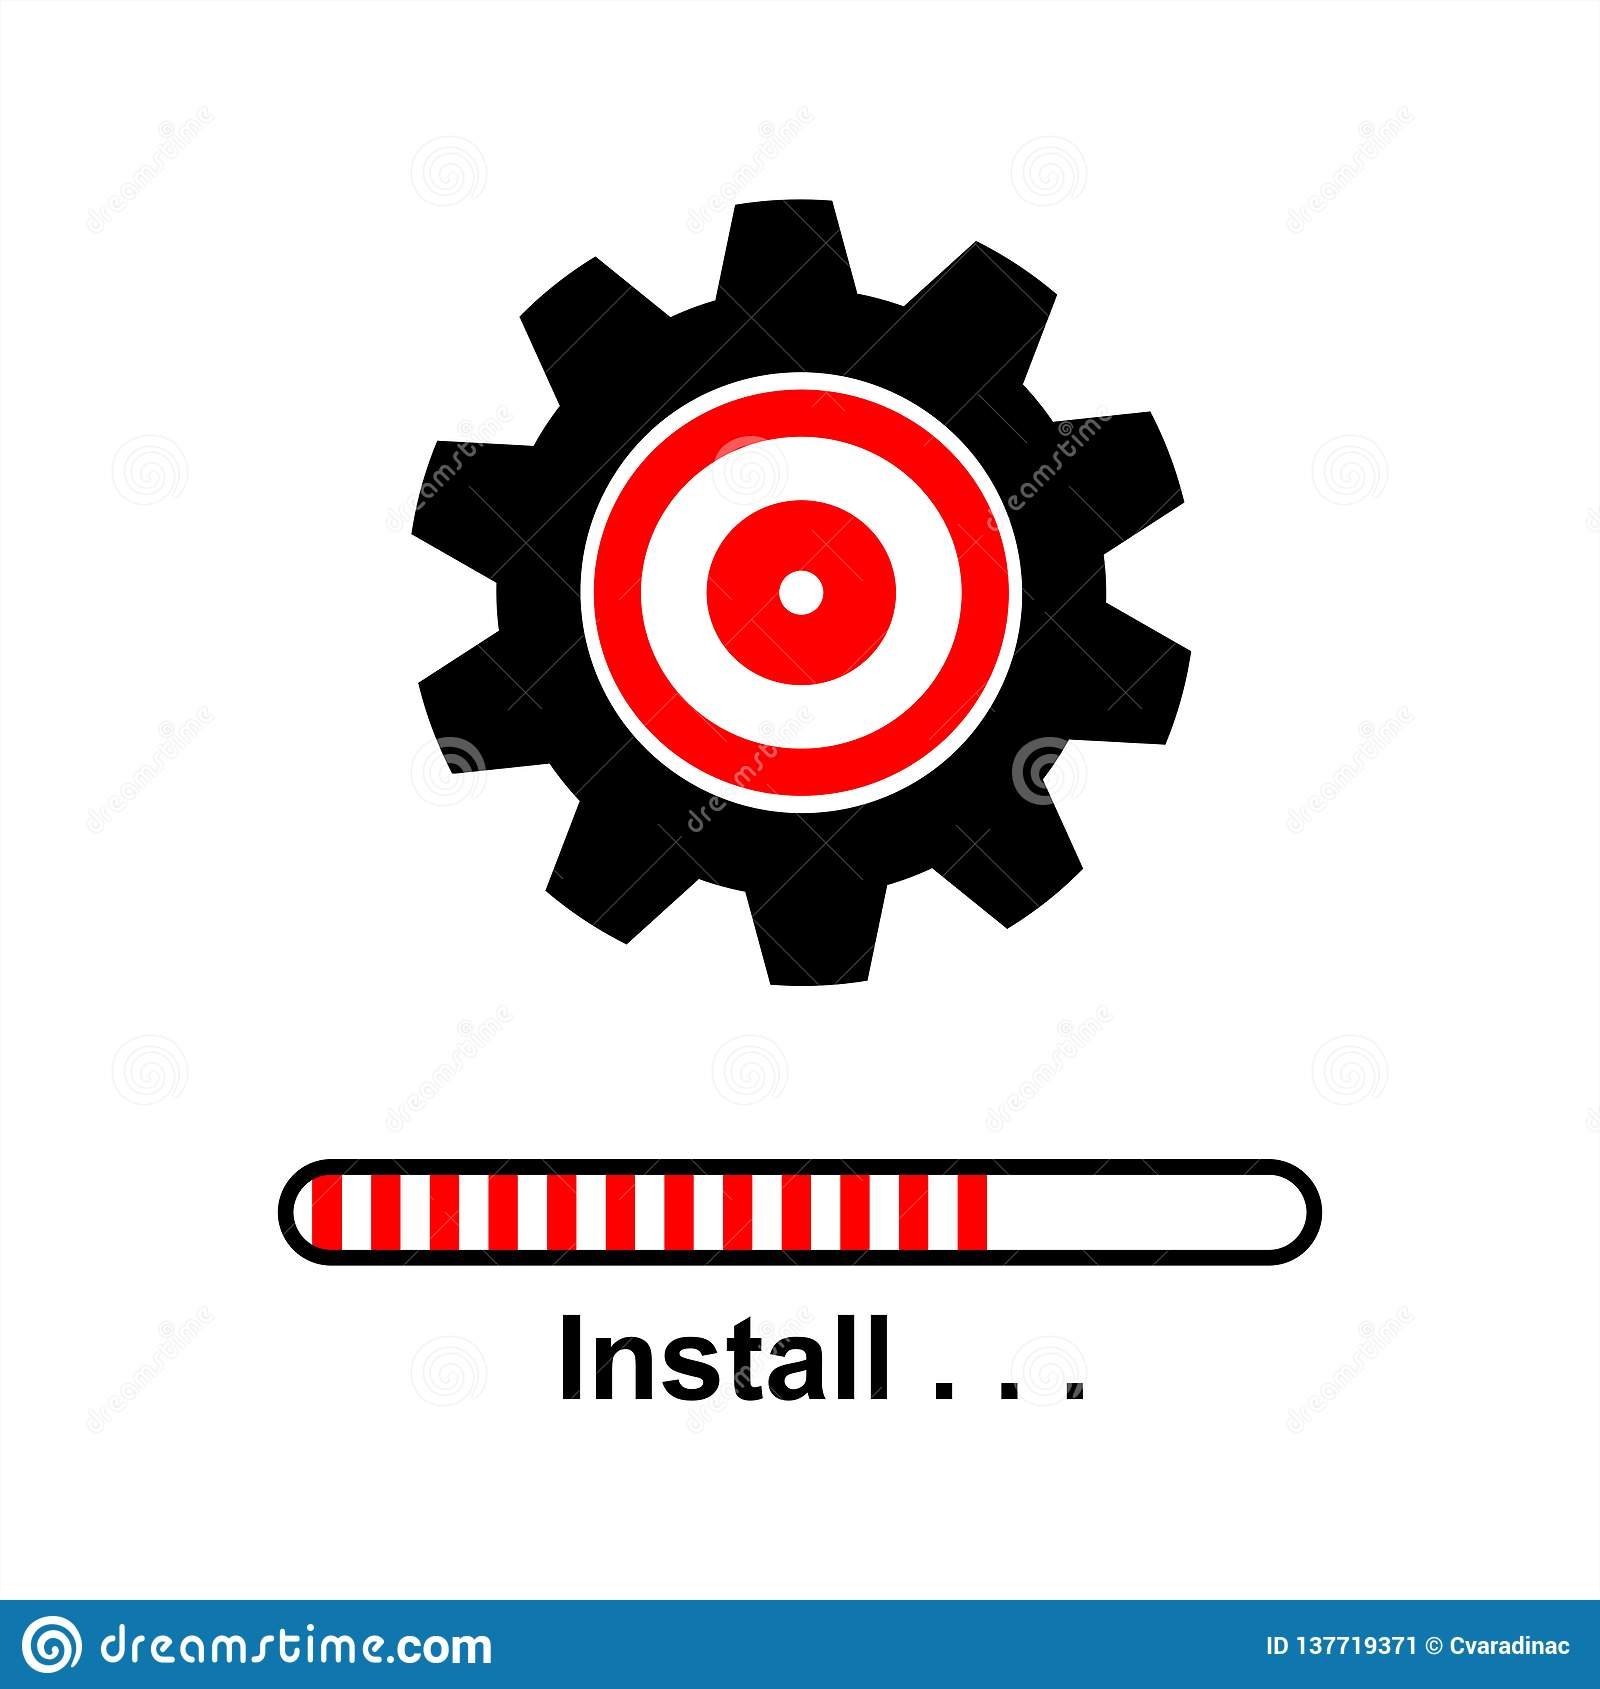 Install . . .
dreamstime.com
ID 137719371 © Cvaradinac